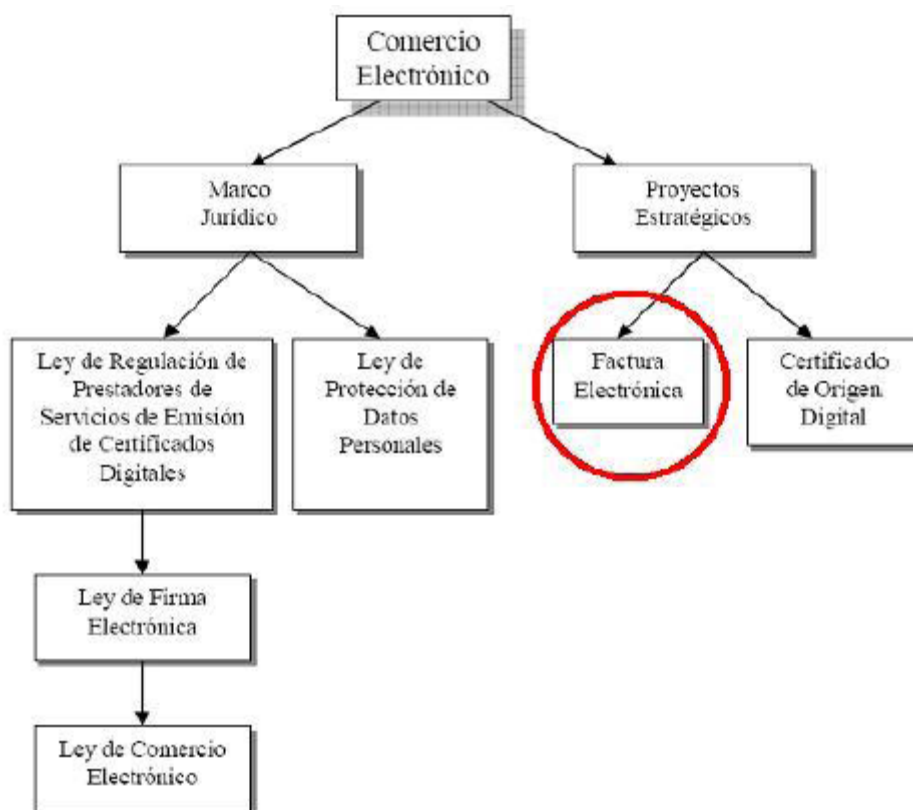 Comercio
Electrónico
Marco
Jurídico
Proyectos
Estratégicos
Ley de Regulación de
Prestadores de
Servicios de Emisión
de Certificados
Digitales
Ley de
Protección de
Datos
Personales
Factura
Electrónica
Certificado
de Origen
Digital
Ley de Firma
Electrónica
Ley de Comercio
Electrónico